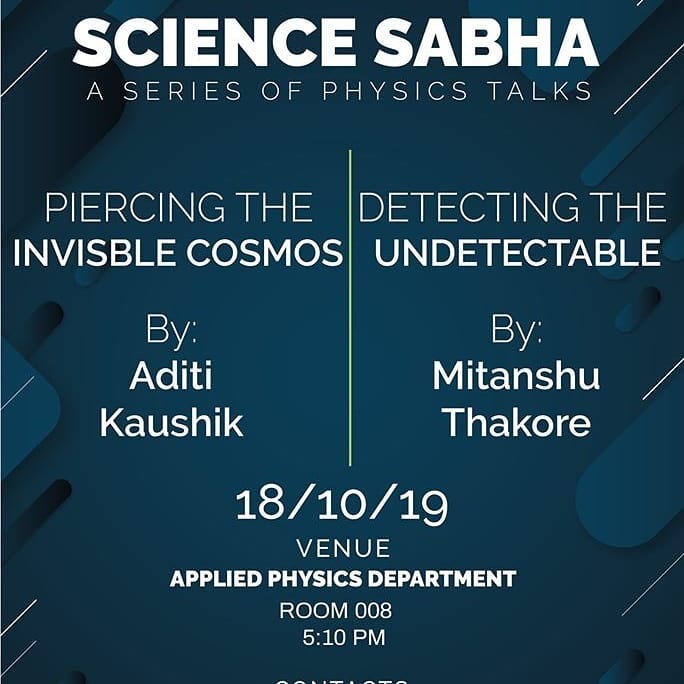 SCIENCE SABHA
A SERIES OF PHYSICS TALKS
PIERCING THE
INVISBLE COSMOS
By:
Aditi
Kaushik
DETECTING THE
UNDETECTABLE
By:
Mitanshu
Thakore
18/10/19
VENUE
APPLIED PHYSICS DEPARTMENT
ROOM 008
5:10 PM
CONTACTS